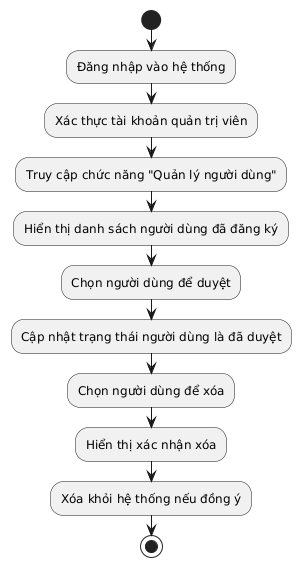 Đăng nhập vào hệ thống
Xác thực tài khoản quản trị viên
Truy cập chức năng "Quản lý người dùng"
Hiển thị danh sách người dùng đã đăng ký
Chọn người dùng để duyệt
Cập nhật trạng thái người dùng là đã duyệt
Chọn người dùng để xóa
Hiển thị xác nhận xóa
Xóa khỏi hệ thống nếu đồng ý